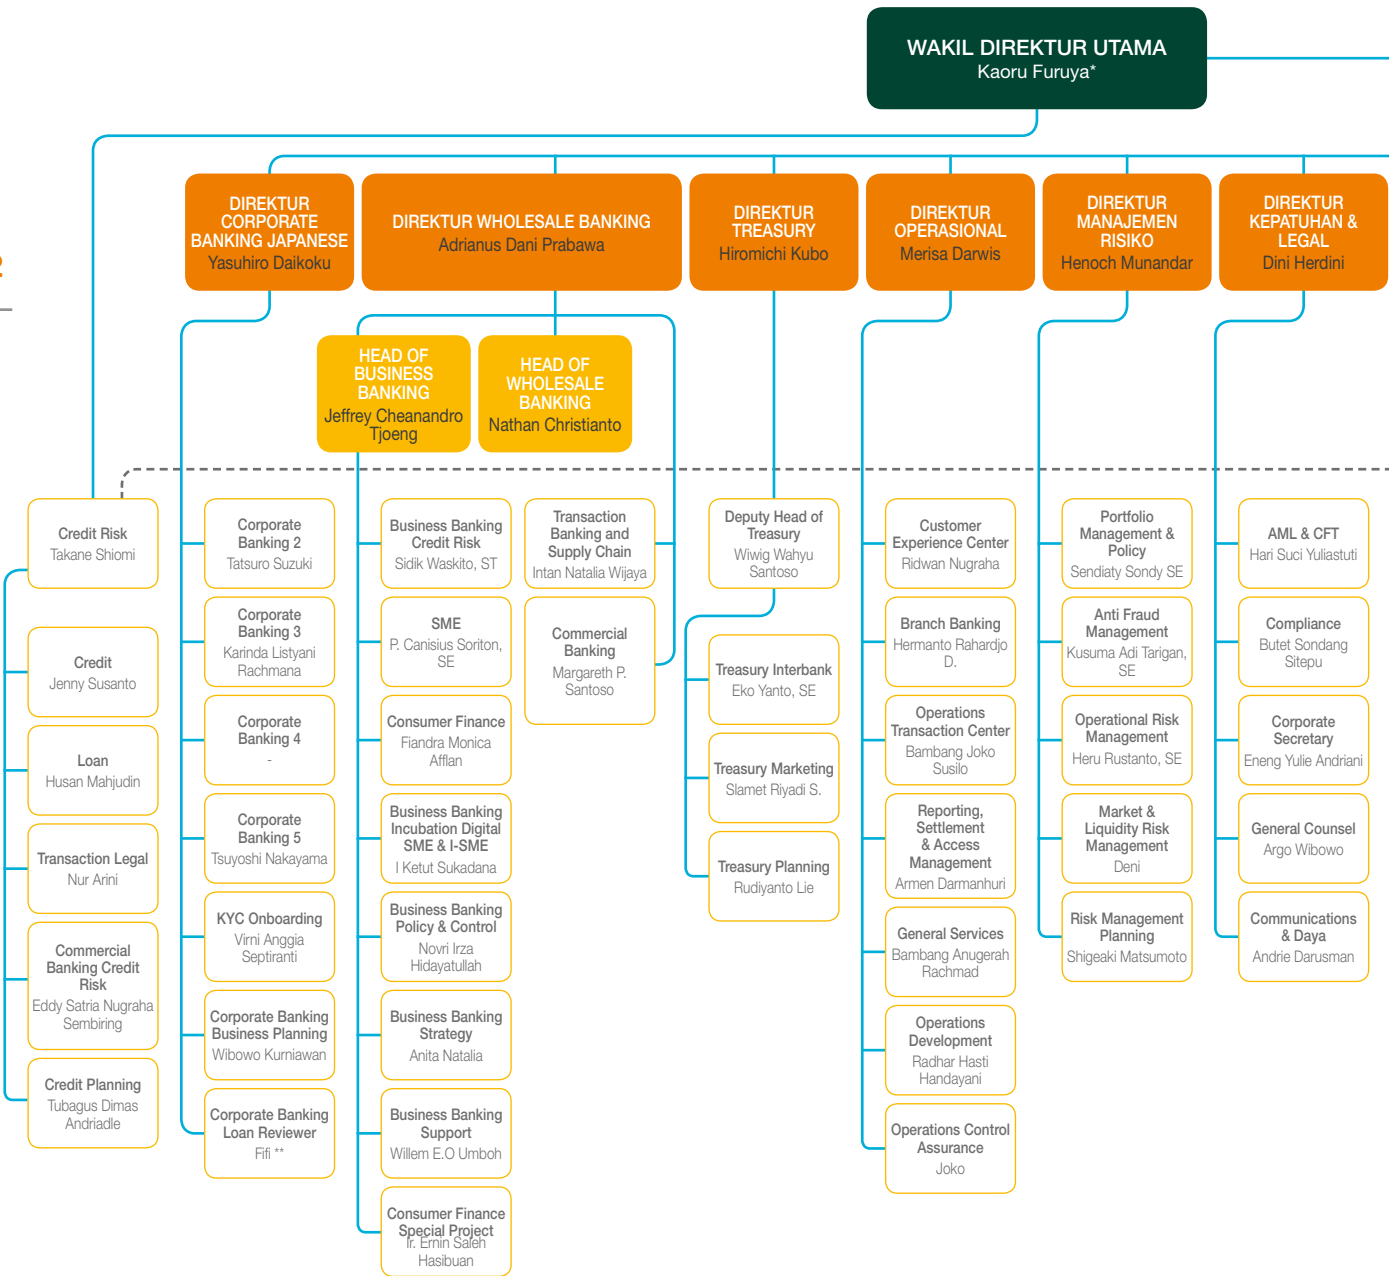 WAKIL DIREKTUR UTAMA
Kaoru Furuya*
2
DIREKTUR
CORPORATE
BANKING JAPANESE
Yasuhiro Daikoku
DIREKTUR WHOLESALE BANKING
Adrianus Dani Prabawa
DIREKTUR
TREASURY
Hiromichi Kubo
DIREKTUR
OPERASIONAL
Merisa Darwis
DIREKTUR
MANAJEMEN
RISIKO
Henoch Munandar
DIREKTUR
KEPATUHAN &
LEGAL
Dini Herdini
HEAD OF
BUSINESS
BANKING
Jeffrey Cheanandro
Tjoeng
HEAD OF
WHOLESALE
BANKING
Nathan Christianto
Credit Risk
Takane Shiomi
Credit
Jenny Susanto
Loan
Husan Mahjudin
Transaction Legal
Nur Arini
Commercial
Banking Credit
Risk
Eddy Satria Nugraha
Sembiring
Credit Planning
Tubagus Dimas
Andriadle
Corporate
Banking 2
Tatsuro Suzuki
Corporate
Banking 3
Karinda Listyani
Rachmana
Corporate
Banking 4
-
Corporate
Banking 5
Tsuyoshi Nakayama
KYC Onboarding
Virni Anggia
Septiranti
Corporate Banking
Business Planning
Wibowo Kurniawan
Corporate Banking
Loan Reviewer
Fifi **
Business Banking
Credit Risk
Sidik Waskito, ST
SME
P. Canisius Soriton,
SE
Consumer Finance
Fiandra Monica
Afflan
Business Banking
Incubation Digital
SME & I-SME
I Ketut Sukadana
Business Banking
Policy & Control
Novri Irza
Hidayatullah
Business Banking
Strategy
Anita Natalia
Business Banking
Support
Willem E.O Umboh
Consumer Finance
Special Project
Ir. Ernin Saleh
Hasibuan
Transaction
Banking and
Supply Chain
Intan Natalia Wijaya
Commercial
Banking
Margareth P.
Santoso
Deputy Head of
Treasury
Wiwig Wahyu
Santoso
Treasury Interbank
Eko Yanto, SE
Treasury Marketing
Slamet Riyadi S.
Treasury Planning
Rudiyanto Lie
Customer
Experience Center
Ridwan Nugraha
Branch Banking
Hermanto Rahardjo
D.
Operations
Transaction Center
Bambang Joko
Susilo
Reporting,
Settlement
& Access
Management
Armen Darmanhuri
General Services
Bambang Anugerah
Rachmad
Operations
Development
Radhar Hasti
Handayani
Operations Control
Assurance
Joko
Portfolio
Management &
Policy
Sendiaty Sondy SE
Anti Fraud
Management
Kusuma Adi Tarigan,
SE
Operational Risk
Management
Heru Rustanto, SE
Market &
Liquidity Risk
Management
Deni
Risk Management
Planning
Shigeaki Matsumoto
AML & CFT
Hari Suci Yuliastuti
Compliance
Butet Sondang
Sitepu
Corporate
Secretary
Eneng Yulie Andriani
General Counsel
Argo Wibowo
Communications
& Daya
Andrie Darusman